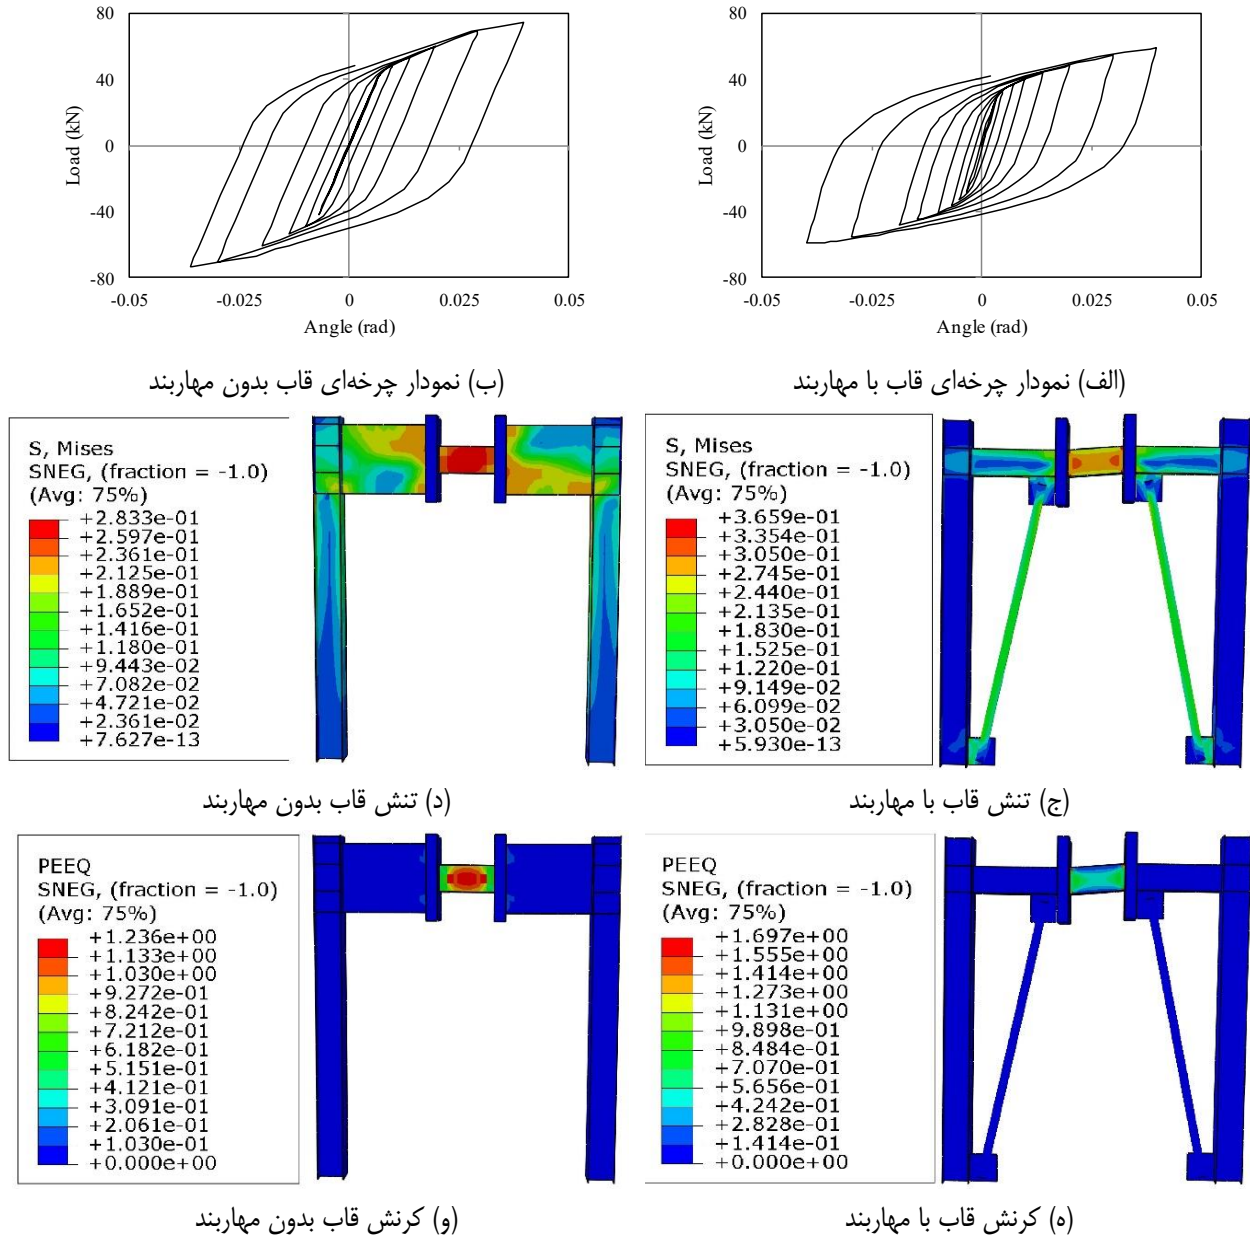 80
40
0
-40
-80
Load (kN)
-0.05
-0.025
0
0.025
0.05
Angle (rad)
80
40
0
-40
-80
Load (kN)
-0.05
-0.025
0
0.025
0.05
Angle (rad)
(الف) نمودار چرخه‌ای قاب با مهاربند
(ب) نمودار چرخه‌ای قاب بدون مهاربند
S, Mises
SNEG, (fraction = -1.0)
(Avg: 75%)
+2.833e-01
+2.597e-01
+2.361e-01
+2.125e-01
+1.889e-01
+1.652e-01
+1.416e-01
+1.180e-01
+9.443e-02
+7.082e-02
+4.721e-02
+2.361e-02
+7.627e-13
S, Mises
SNEG, (fraction = -1.0)
(Avg: 75%)
+3.659e-01
+3.354e-01
+3.050e-01
+2.745e-01
+2.440e-01
+2.135e-01
+1.830e-01
+1.525e-01
+1.220e-01
+9.149e-02
+6.099e-02
+3.050e-02
+5.930e-13
(ج) تنش قاب با مهاربند
(د) تنش قاب بدون مهاربند
PEEQ
SNEG, (fraction = -1.0)
(Avg: 75%)
+1.236e+00
+1.133e+00
+1.030e+00
+9.272e-01
+8.242e-01
+7.212e-01
+6.182e-01
+5.151e-01
+4.121e-01
+3.091e-01
+2.061e-01
+1.030e-01
+0.000e+00
PEEQ
SNEG, (fraction = -1.0)
(Avg: 75%)
+1.697e+00
+1.555e+00
+1.414e+00
+1.273e+00
+1.131e+00
+9.898e-01
+8.484e-01
+7.070e-01
+5.656e-01
+4.242e-01
+2.828e-01
+1.414e-01
+0.000e+00
(ه) کرنش قاب با مهاربند
(و) کرنش قاب بدون مهاربند